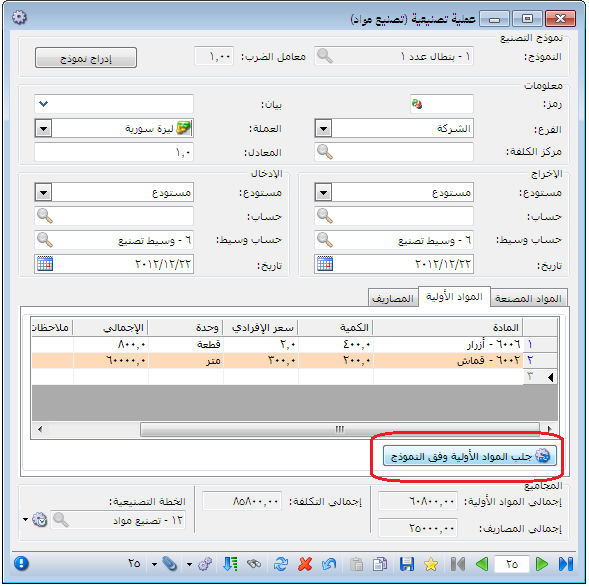 عملية تصنيعية (تصنيع مواد)
نموذج التصنيع
النموذج: ١ - بنطال عدد ١ معامل الضرب: ١,٠٠ إدراج نموذج
معلومات
رمز: بيان:
الفرع: الشركة العملة: ليرة سورية
مركز الكلفة: المعادل: ١,٠
الإخراج الإدخال
مستودع: مستودع مستودع: مستودع
حساب: حساب:
حساب وسيط: ٦ - وسيط تصنيع حساب وسيط: ٦ - وسيط تصنيع
تاريخ: ٢٠١٢/١٢/٢٢ تاريخ: ٢٠١٢/١٢/٢٢
المواد المصنعة المواد الأولية المصاريف
المادة الكمية سعر الإفرادي وحدة الإجمالي ملاحظات
١ ٦٠٠٦ - أزرار ٤٠٠,٠ ٢,٠ قطعة ٨٠٠,٠
٢ ٦٠٠٢ - قماش ٢٠٠,٠ ٣٠٠,٠ متر ٦٠٠٠٠,٠
٣
جلب المواد الأولية وفق النموذج
المجاميع
إجمالي المواد الأولية: ٦٠٨٠٠,٠٠ إجمالي التكلفة: ٨٥٨٠٠,٠٠ الخطة التصنيعية:
١٢ - تصنيع مواد
إجمالي المصاريف: ٢٥٠٠٠,٠٠
٢٥ ٢٥